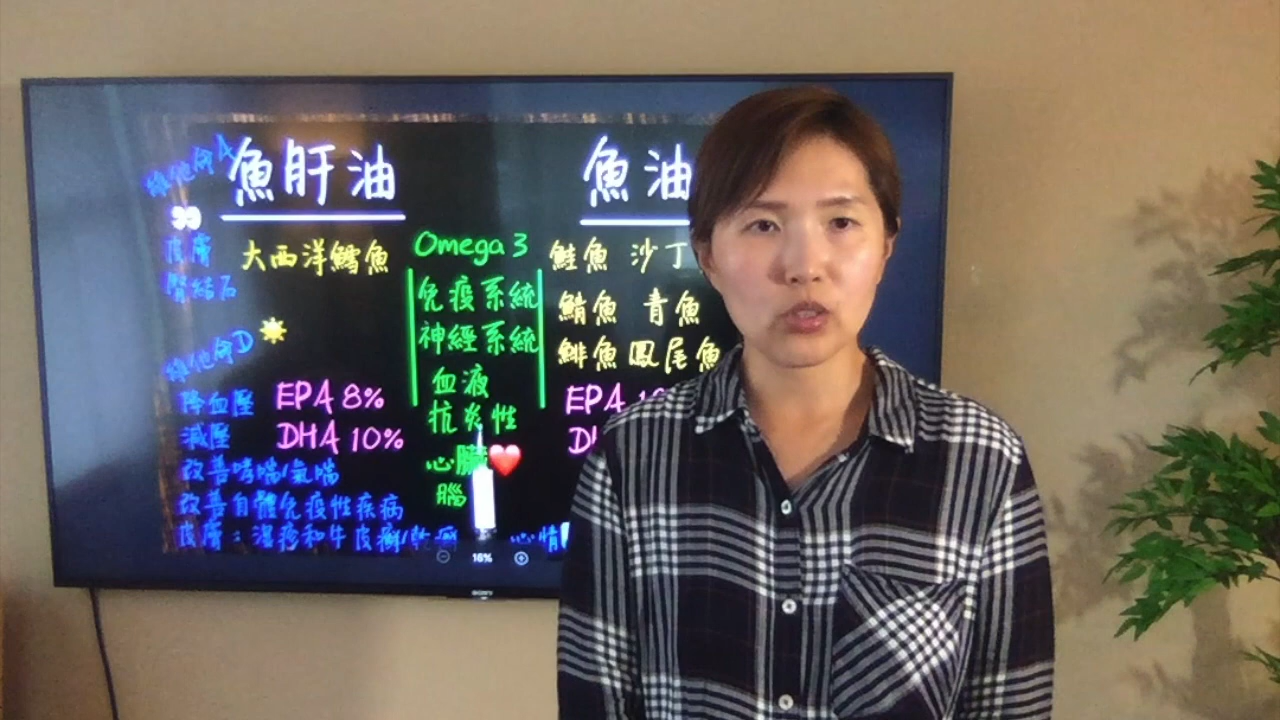 維他命A
魚肝油
魚油
皮膚
腎結石
大西洋鱈魚
Omega 3
鮭魚 沙丁
免疫系統
鯖魚 青魚
神經系統
鯡魚 鳳尾魚
維他命D
血液
降血壓
EPA 8%
抗炎性
EPA
減壓
DHA 10%
心臟
改善哮喘/氣喘
腦
改善自體免疫性疾病
皮膚：濕疹和牛皮癬/乾
心情
16%
SONY